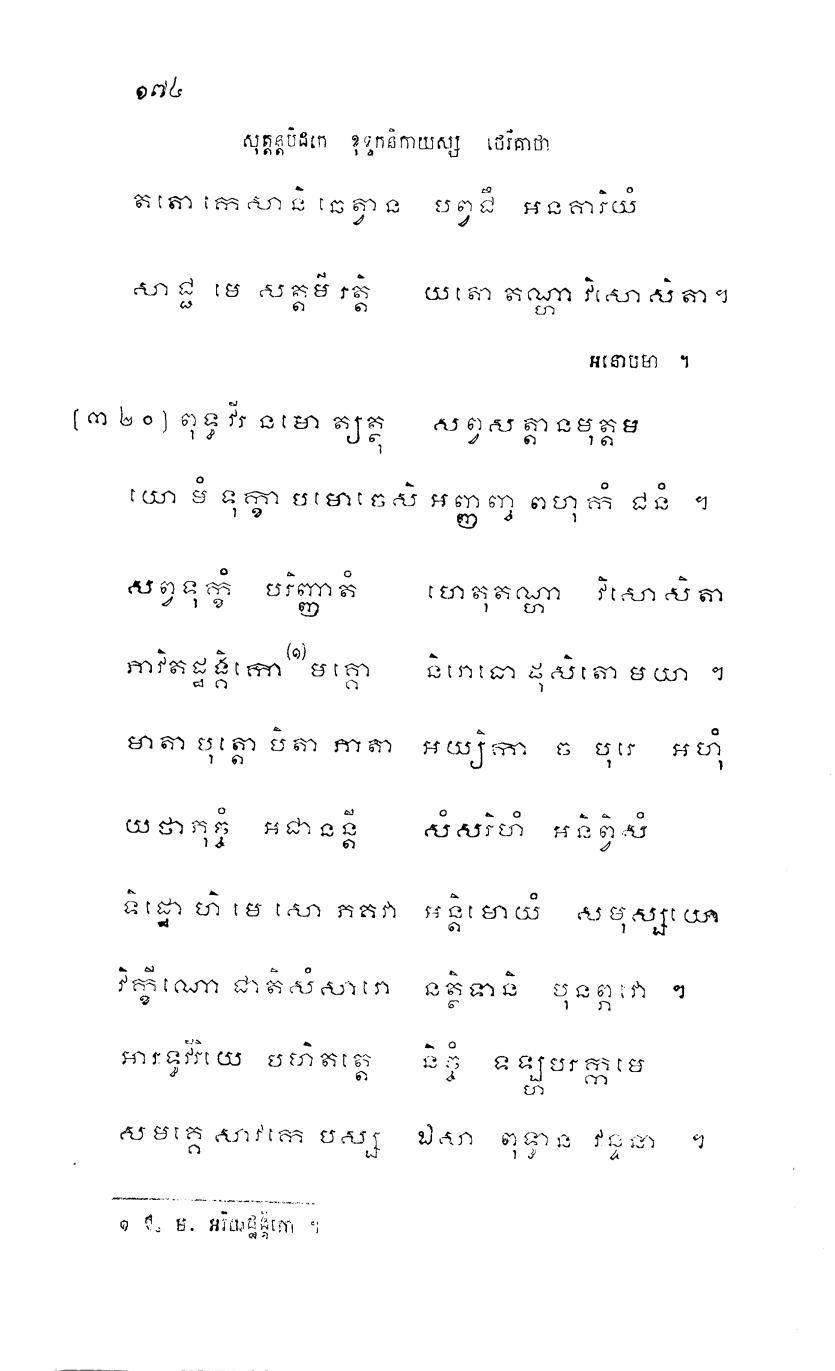 ១៧៤
សុត្តន្តបិដកេ ខុទ្ទកនិកាយស្ស ថេរីគាថា
តតោ កេសានិ ឆេត្វាន បព្វជឹ អនគារិយំ
សាជ្ជ មេ សត្តមី រត្តិ យតោ តណ្ហា វិសោសិតា។
អនោបមា ។
[៣២០] ពុទ្ធវីរ នមោ ត្យត្ថុ សព្វសត្តានមុត្តម
យោ មំ ទុក្ខា បមោចេសិ អញ្ញញ្ច ពហុកំ ជនំ ។
សព្វទុក្ខំ បរិញ្ញាតំ ហេតុតណ្ហា វិសោសិតា
ភាវិតដ្ឋង្គិកោ(១) មគ្គោ និរោធោ ផុសិតោ មយា ។
មាតា បុត្តោ បិតា ភាតា អយ្យិកា ច បុរេ អហុំ
យថាភុច្ចំ អជានន្តី សំសរិហំ អនិព្វិសំ
ទិដ្ឋោ ហិ មេ សោ ភគវា អន្តិមោយំ សមុស្សយោ
វិក្ខីណោ ជាតិសំសារោ នត្ថិទានិ បុនព្ភវោ ។
អារទ្ធវីរិយេ បហិតត្តេ និច្ចំ ទឡ្ហបរក្កមេ
សមគ្គេ សាវកេ បស្ស ឯសា ពុទ្ធាន វន្ទនា ។
១ ឱ. ម. អរិយដ្ឋង្គិកោ ។